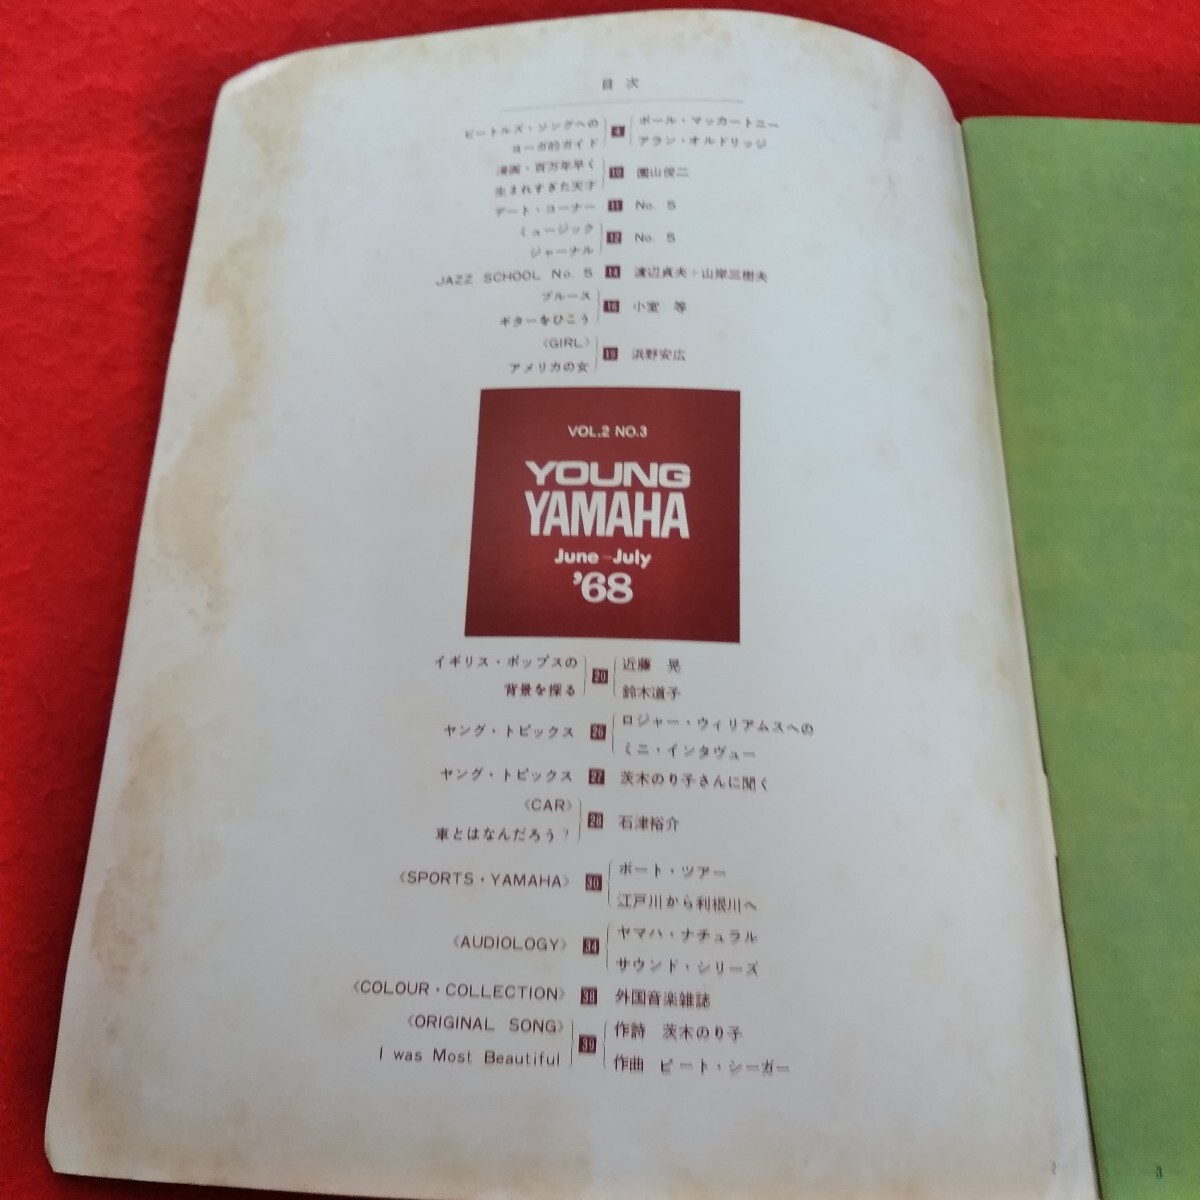 目次
ビートルズ・ソングへの
ヨーガ的ガイド
4
ポール・マッカートニー
アラン・オルドリッジ
漫画・百万年早く
生まれすぎた天才
10
園山俊二
デート・コーナー 11 No. 5
ミュージック
ジャーナル
12
No. 5
JAZZ SCHOOL No. 5 14 渡辺貞夫＋山岸三樹夫
ブルース
ギターをひこう
16
小室 等
〈GIRL〉
アメリカの女
19
浜野安広
VOL.2 NO.3
YOUNG
YAMAHA
June-July
'68
イギリス・ポップスの
背景を探る
20
近藤 晃
鈴木道子
ヤング・トピックス 26
ロジャー・ウィリアムスへの
ミニ・インタヴュー
ヤング・トピックス 27 茨木のり子さんに聞く
〈CAR〉
車とはなんだろう？
28
石津裕介
〈SPORTS・YAMAHA〉 30
ボート・ツアー
江戸川から利根川へ
〈AUDIOLOGY〉 34
ヤマハ・ナチュラル
サウンド・シリーズ
〈COLOUR・COLLECTION〉 38 外国音楽雑誌
〈ORIGINAL SONG〉
I was Most Beautiful
39
作詩 茨木のり子
作曲 ピート・シーガー
2
3